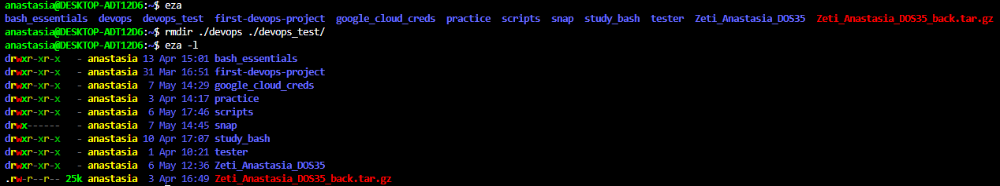 anastasia@DESKTOP-ADT12D6:~$ eza
bash_essentials  devops  devops_test  first-devops-project  google_cloud_creds  practice  scripts  snap  study_bash  tester  Zeti_Anastasia_DOS35  Zeti_Anastasia_DOS35_back.tar.gz
anastasia@DESKTOP-ADT12D6:~$ rmdir ./devops ./devops_test/
anastasia@DESKTOP-ADT12D6:~$ eza -l
drwxr-xr-x   - anastasia 13 Apr 15:01 bash_essentials
drwxr-xr-x   - anastasia 31 Mar 16:51 first-devops-project
drwxr-xr-x   - anastasia  7 May 14:29 google_cloud_creds
drwxr-xr-x   - anastasia  3 Apr 14:17 practice
drwxr-xr-x   - anastasia  6 May 17:46 scripts
drwx------   - anastasia  7 May 14:45 snap
drwxr-xr-x   - anastasia 10 Apr 17:07 study_bash
drwxr-xr-x   - anastasia  1 Apr 10:21 tester
drwxr-xr-x   - anastasia  6 May 12:36 Zeti_Anastasia_DOS35
.rw-r--r-- 25k anastasia  3 Apr 16:49 Zeti_Anastasia_DOS35_back.tar.gz